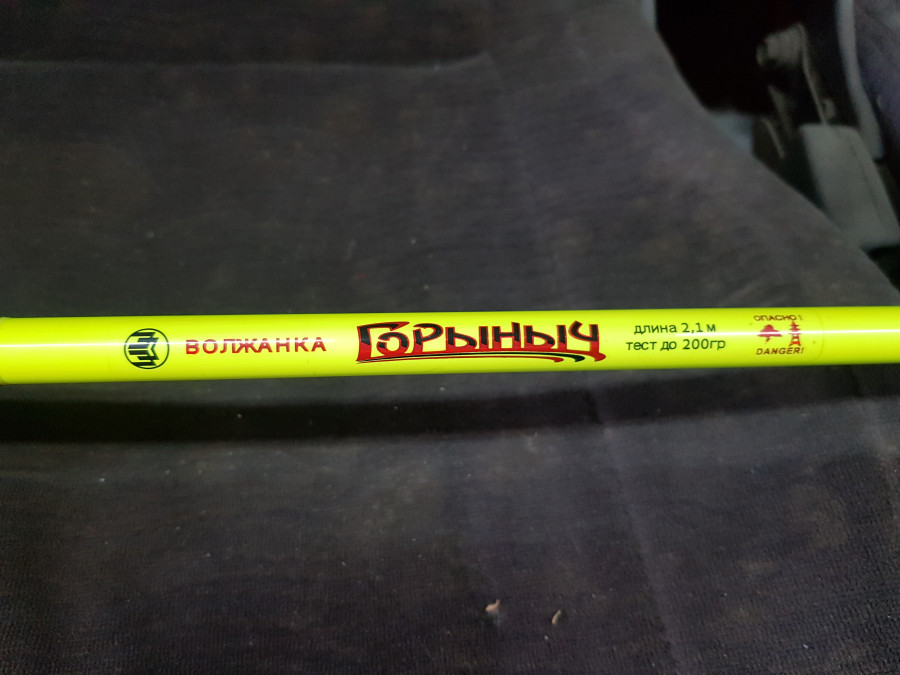 ВОЛЖАНКА
ГОРЫНЫЧ
длина 2,1 м
тест до 200гр
ОПАСНО!
DANGER!